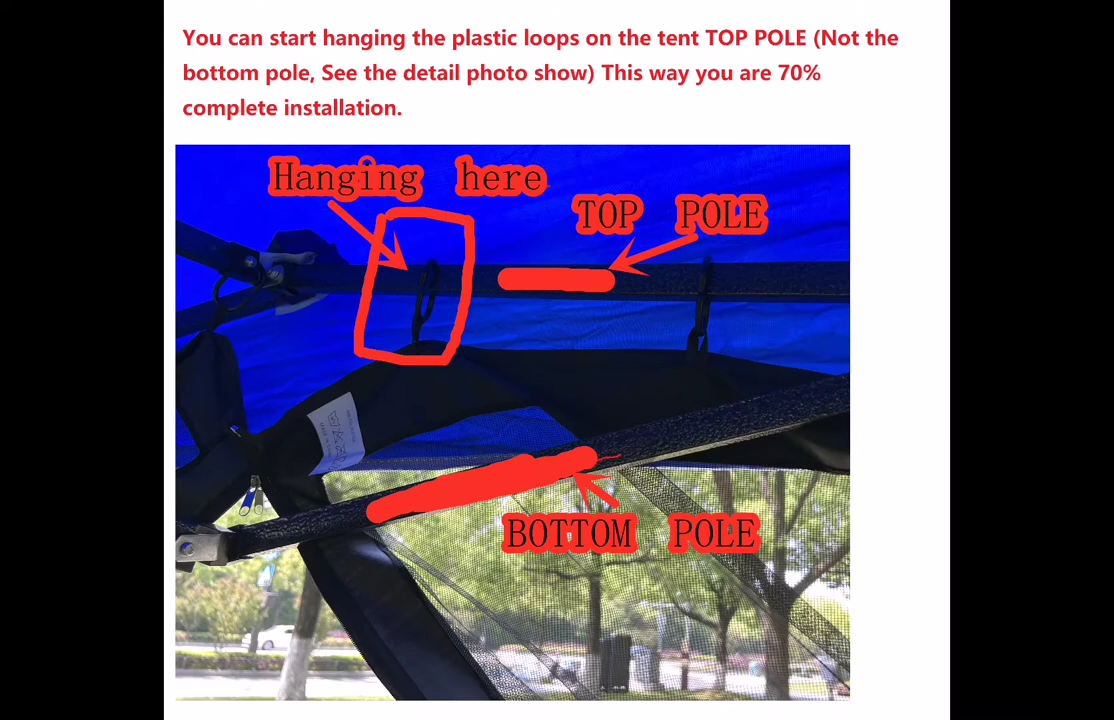 You can start hanging the plastic loops on the tent TOP POLE (Not the
bottom pole, See the detail photo show) This way you are 70%
complete installation.
Hanging here
TOP POLE
BOTTOM POLE